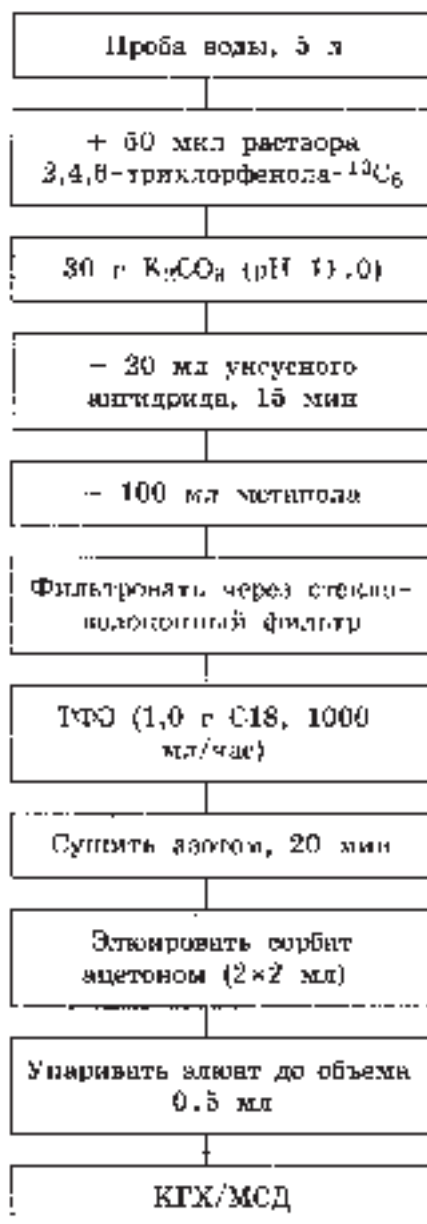 Проба воды, 5 л
+ 50 мкл раствора
2,4,6-трихлорфенола-¹³C₆
30 г K₂CO₃ (pH 11.0)
— 20 мл уксусного
ангидрида, 15 мин
— 100 мл метанола
Фильтровать через стекло-
волоконный фильтр
ТФЭ (1,0 г C18, 1000
мл/час)
Сушить азотом, 20 мин
Элюировать сорбат
ацетоном (2×2 мл)
Упаривать элюат до объема
0.5 мл
КГХ/МСД